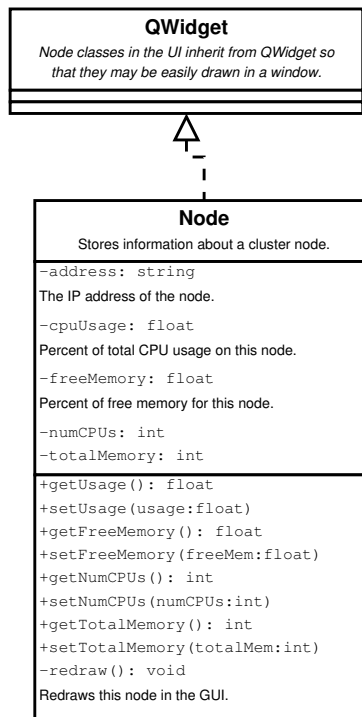 QWidget
Node classes in the UI inherit from QWidget so
that they may be easily drawn in a window.
Node
Stores information about a cluster node.
-address: string
The IP address of the node.
-cpuUsage: float
Percent of total CPU usage on this node.
-freeMemory: float
Percent of free memory for this node.
-numCPUs: int
-totalMemory: int
+getUsage(): float
+setUsage(usage:float)
+getFreeMemory(): float
+setFreeMemory(freeMem:float)
+getNumCPUs(): int
+setNumCPUs(numCPUs:int)
+getTotalMemory(): int
+setTotalMemory(totalMem:int)
-redraw(): void
Redraws this node in the GUI.